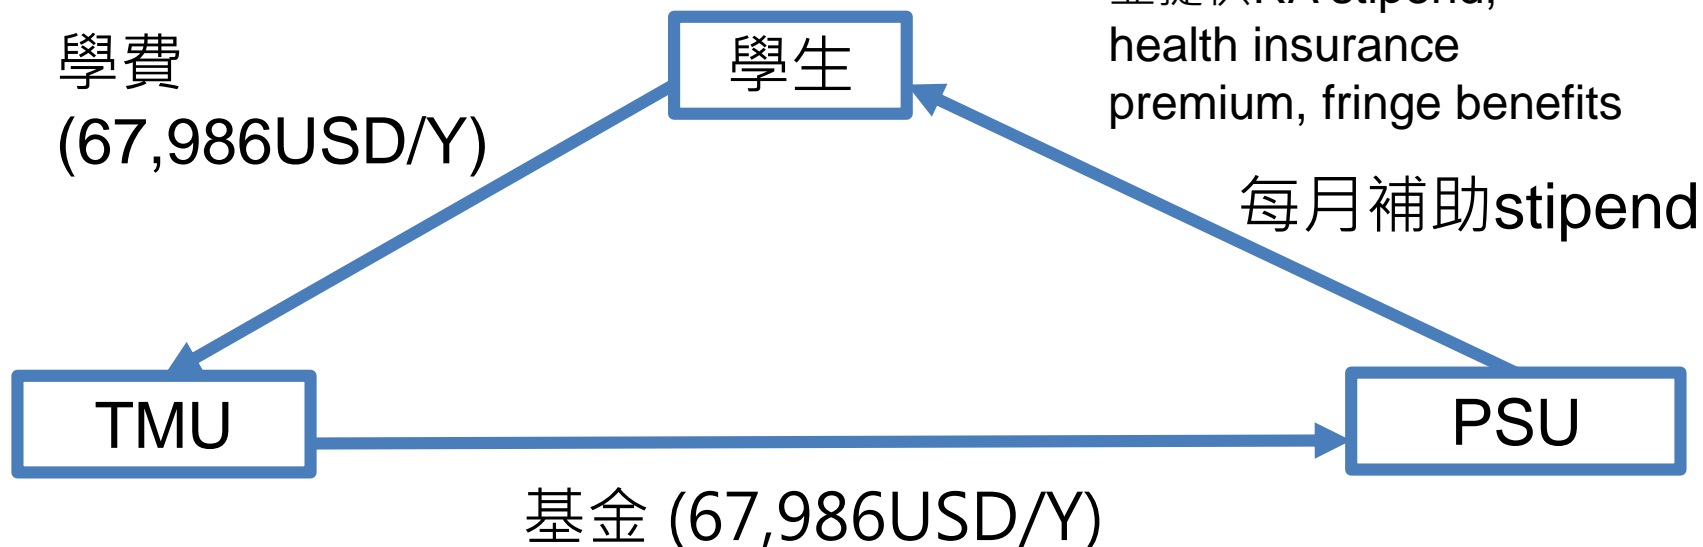 stipend,
health insurance
premium, fringe benefits
學費
(67,986USD/Y)
學生
每月補助stipend
TMU
PSU
基金 (67,986USD/Y)